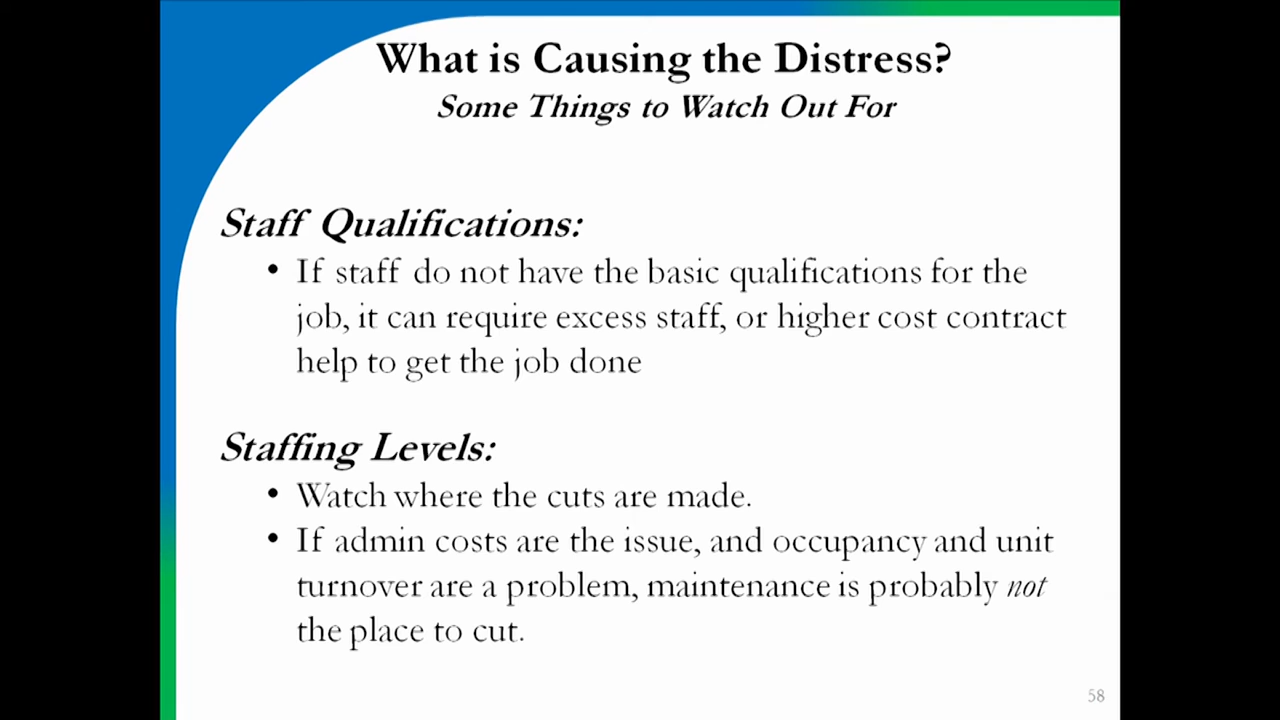 What is Causing the Distress?
Some Things to Watch Out For
Staff Qualifications:
• If staff do not have the basic qualifications for the
job, it can require excess staff, or higher cost contract
help to get the job done
Staffing Levels:
• Watch where the cuts are made.
• If admin costs are the issue, and occupancy and unit
turnover are a problem, maintenance is probably not
the place to cut.
58